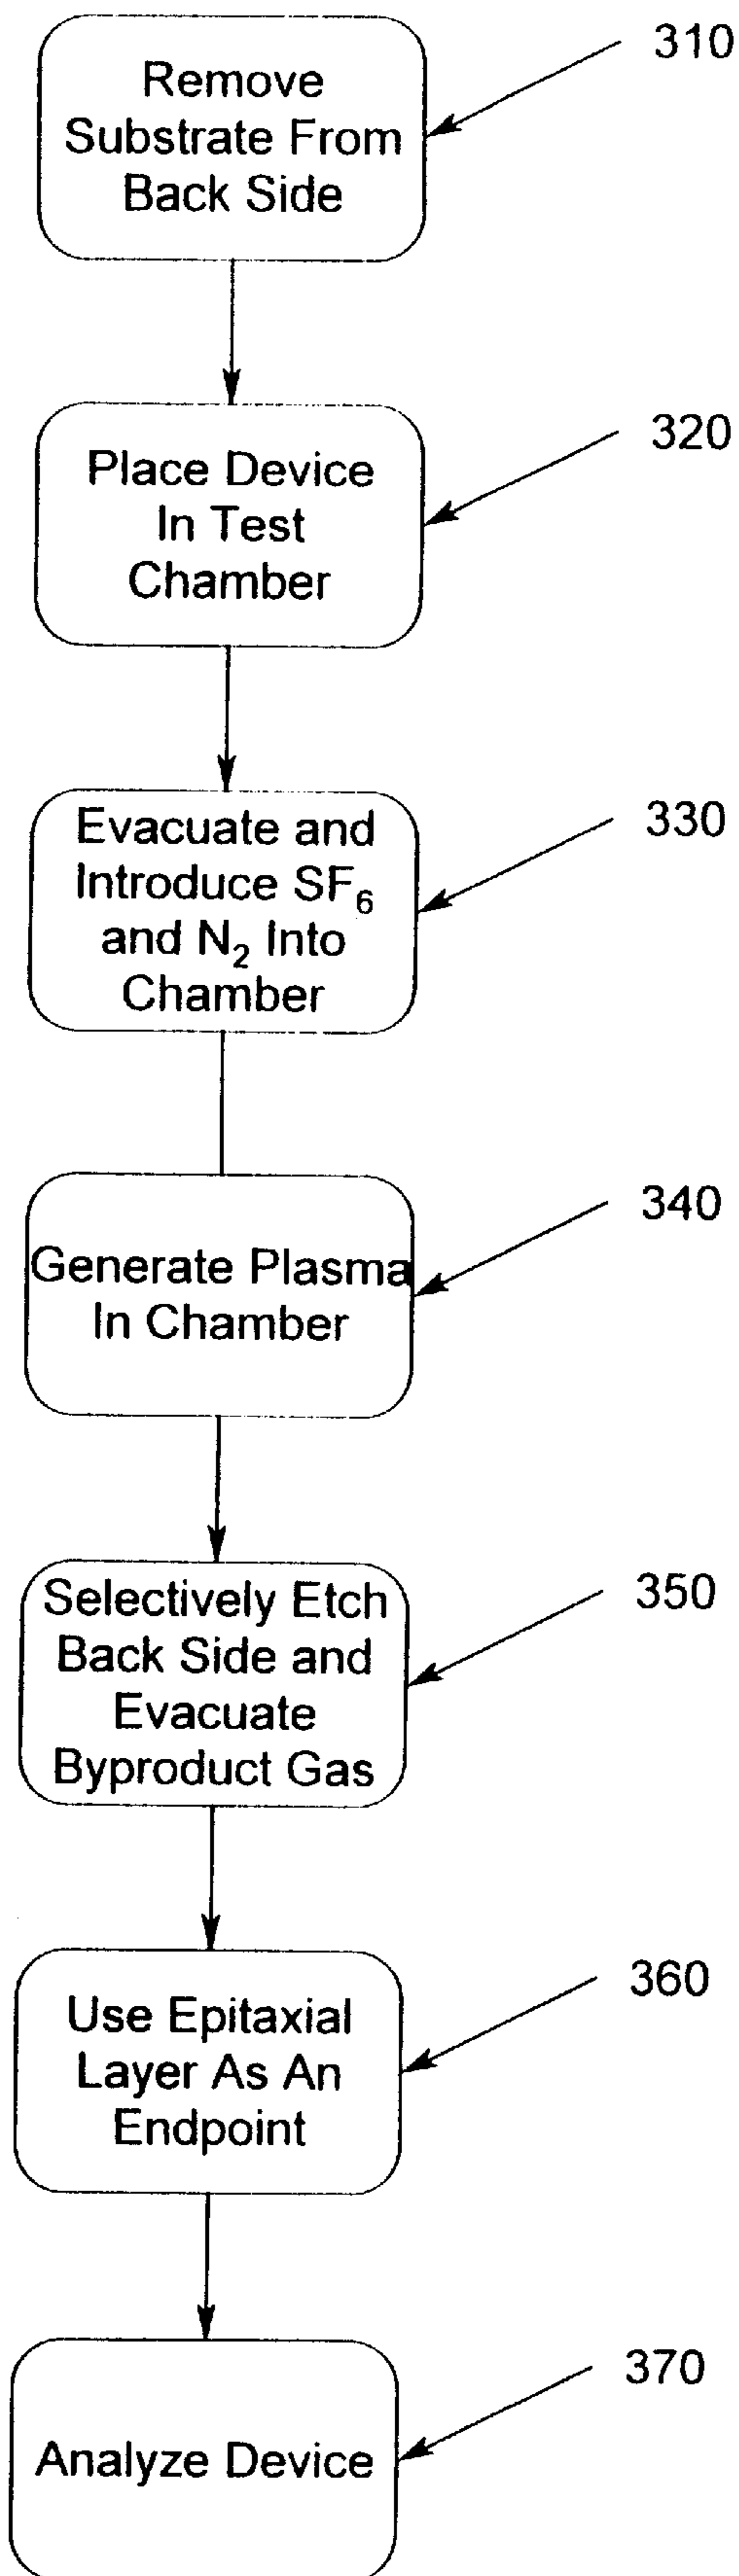 Remove
Substrate From
Back Side
310
Place Device
In Test
Chamber
320
Evacuate and
Introduce SF₆
and N₂ Into
Chamber
330
Generate Plasma
In Chamber
340
Selectively Etch
Back Side and
Evacuate
Byproduct Gas
350
Use Epitaxial
Layer As An
Endpoint
360
Analyze Device
370